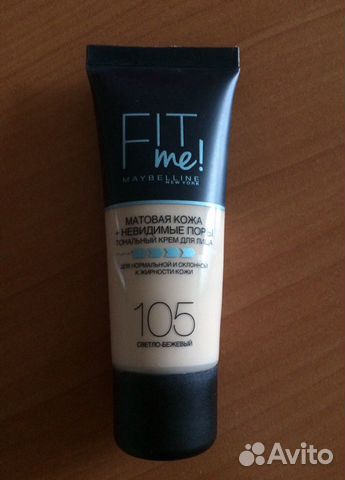 FIT
me!
MAYBELLINE
NEW YORK
МАТОВАЯ КОЖА
+ НЕВИДИМЫЕ ПОРЫ
ТОНАЛЬНЫЙ КРЕМ ДЛЯ ЛИЦА
ДЛЯ НОРМАЛЬНОЙ И СКЛОННОЙ
К ЖИРНОСТИ КОЖИ
105
СВЕТЛО-БЕЖЕВЫЙ
Avito